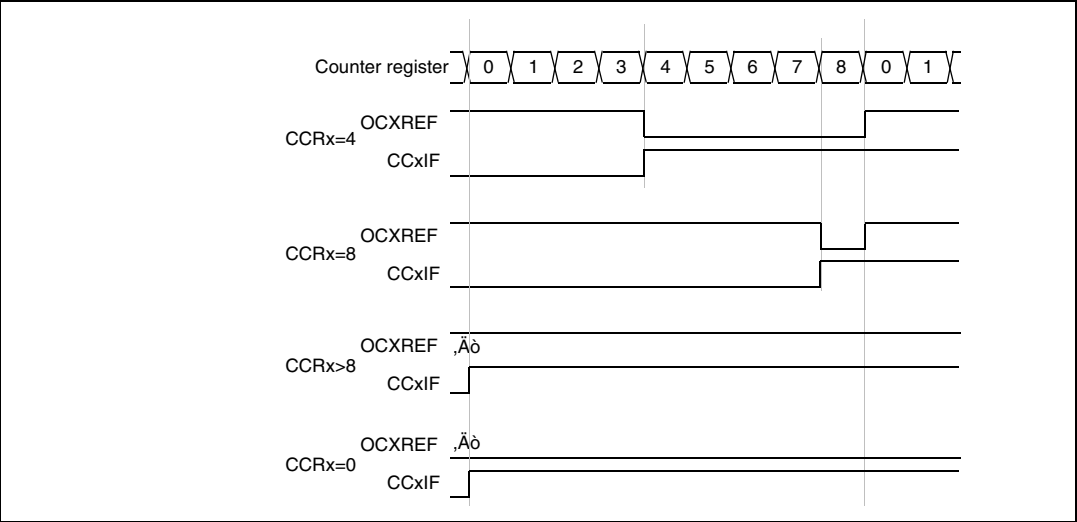 Counter register 0 1 2 3 4 5 6 7 8 0 1
OCXREF
CCRx=4
CCxIF
OCXREF
CCRx=8
CCxIF
OCXREF ‚Äò
CCRx>8
CCxIF
OCXREF ‚Äò
CCRx=0
CCxIF